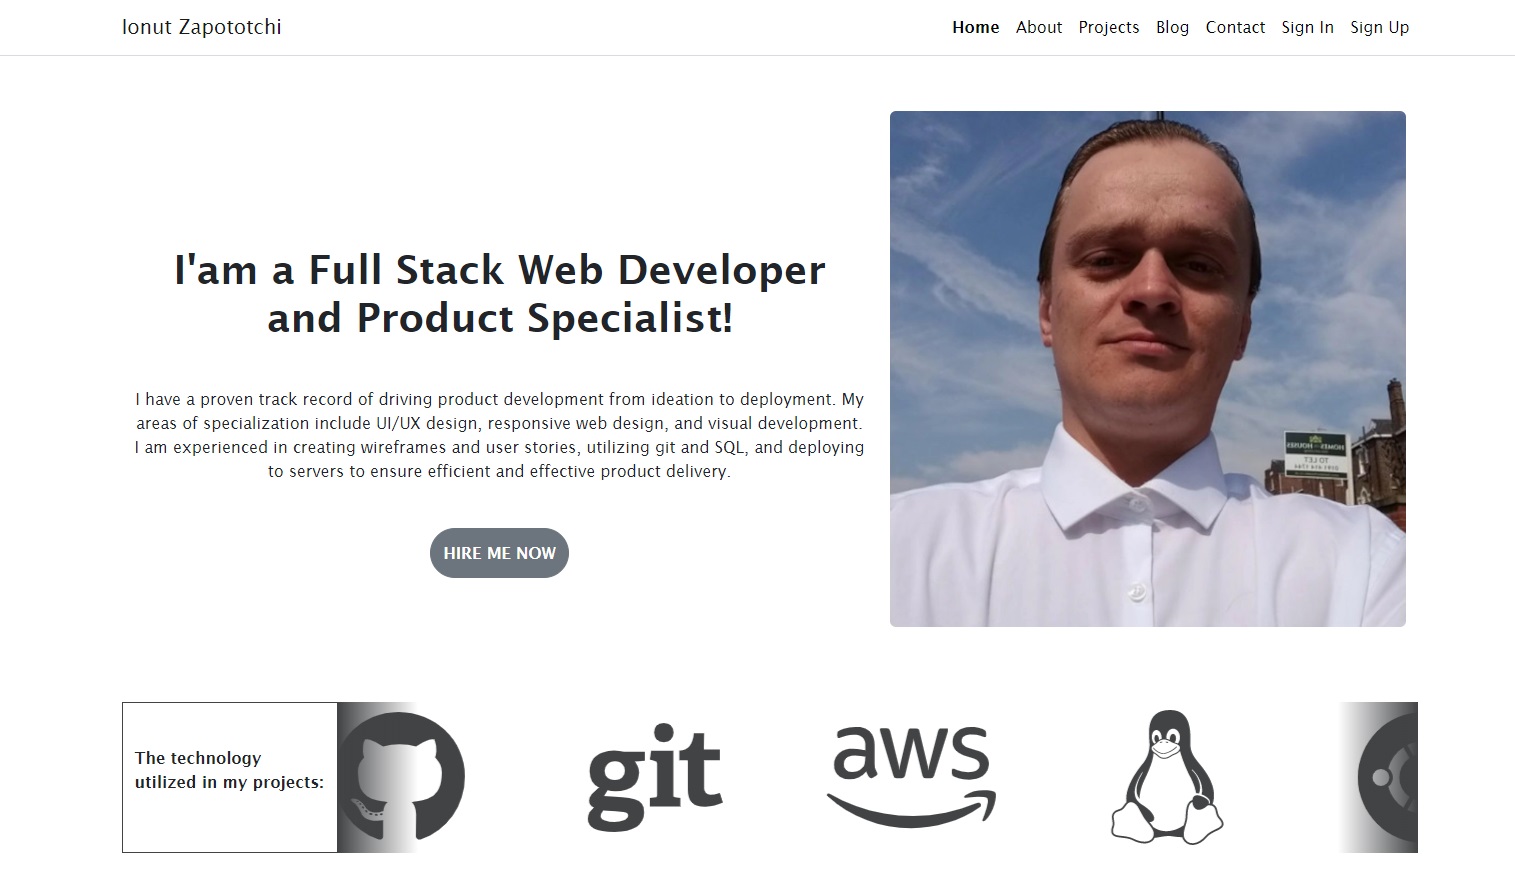 Ionut Zapototchi
Home About Projects Blog Contact Sign In Sign Up
I'am a Full Stack Web Developer
and Product Specialist!
I have a proven track record of driving product development from ideation to deployment. My
areas of specialization include UI/UX design, responsive web design, and visual development.
I am experienced in creating wireframes and user stories, utilizing git and SQL, and deploying
to servers to ensure efficient and effective product delivery.
HIRE ME NOW
TO LET
The technology
utilized in my projects:
git
aws